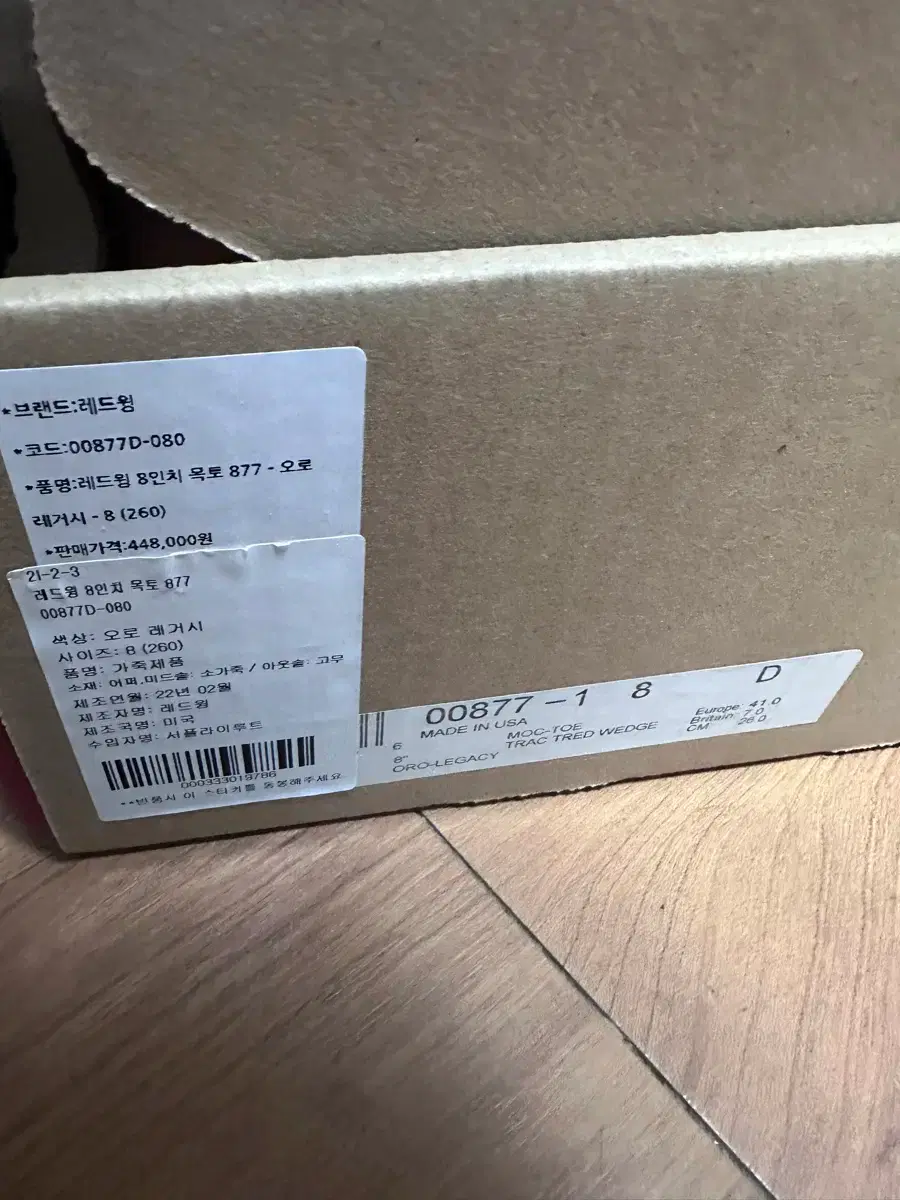 *브랜드:레드윙
*코드:00877D-080
*품명:레드윙 8인치 목토 877 - 오로
레거시 - 8 (260)
*판매가격:448,000원
21-2-3
레드윙 8인치 목토 877
00877D-080
색상: 오로 레거시
사이즈: 8 (260)
품명: 가죽제품
소재: 어퍼,미드솔: 소가죽 / 아웃솔: 고무
제조연월: 22년 02월
제조자명: 레드윙
제조국명: 미국
수입자명: 서플라이루트
000333019786
**반품시 이 스티커를 동봉해주세요
00877 -1 8 D
MADE IN USA
6 MOC-TOE
8" TRAC TRED WEDGE
ORO-LEGACY
Europe: 41.0
Britain: 7.0
CM: 26.0